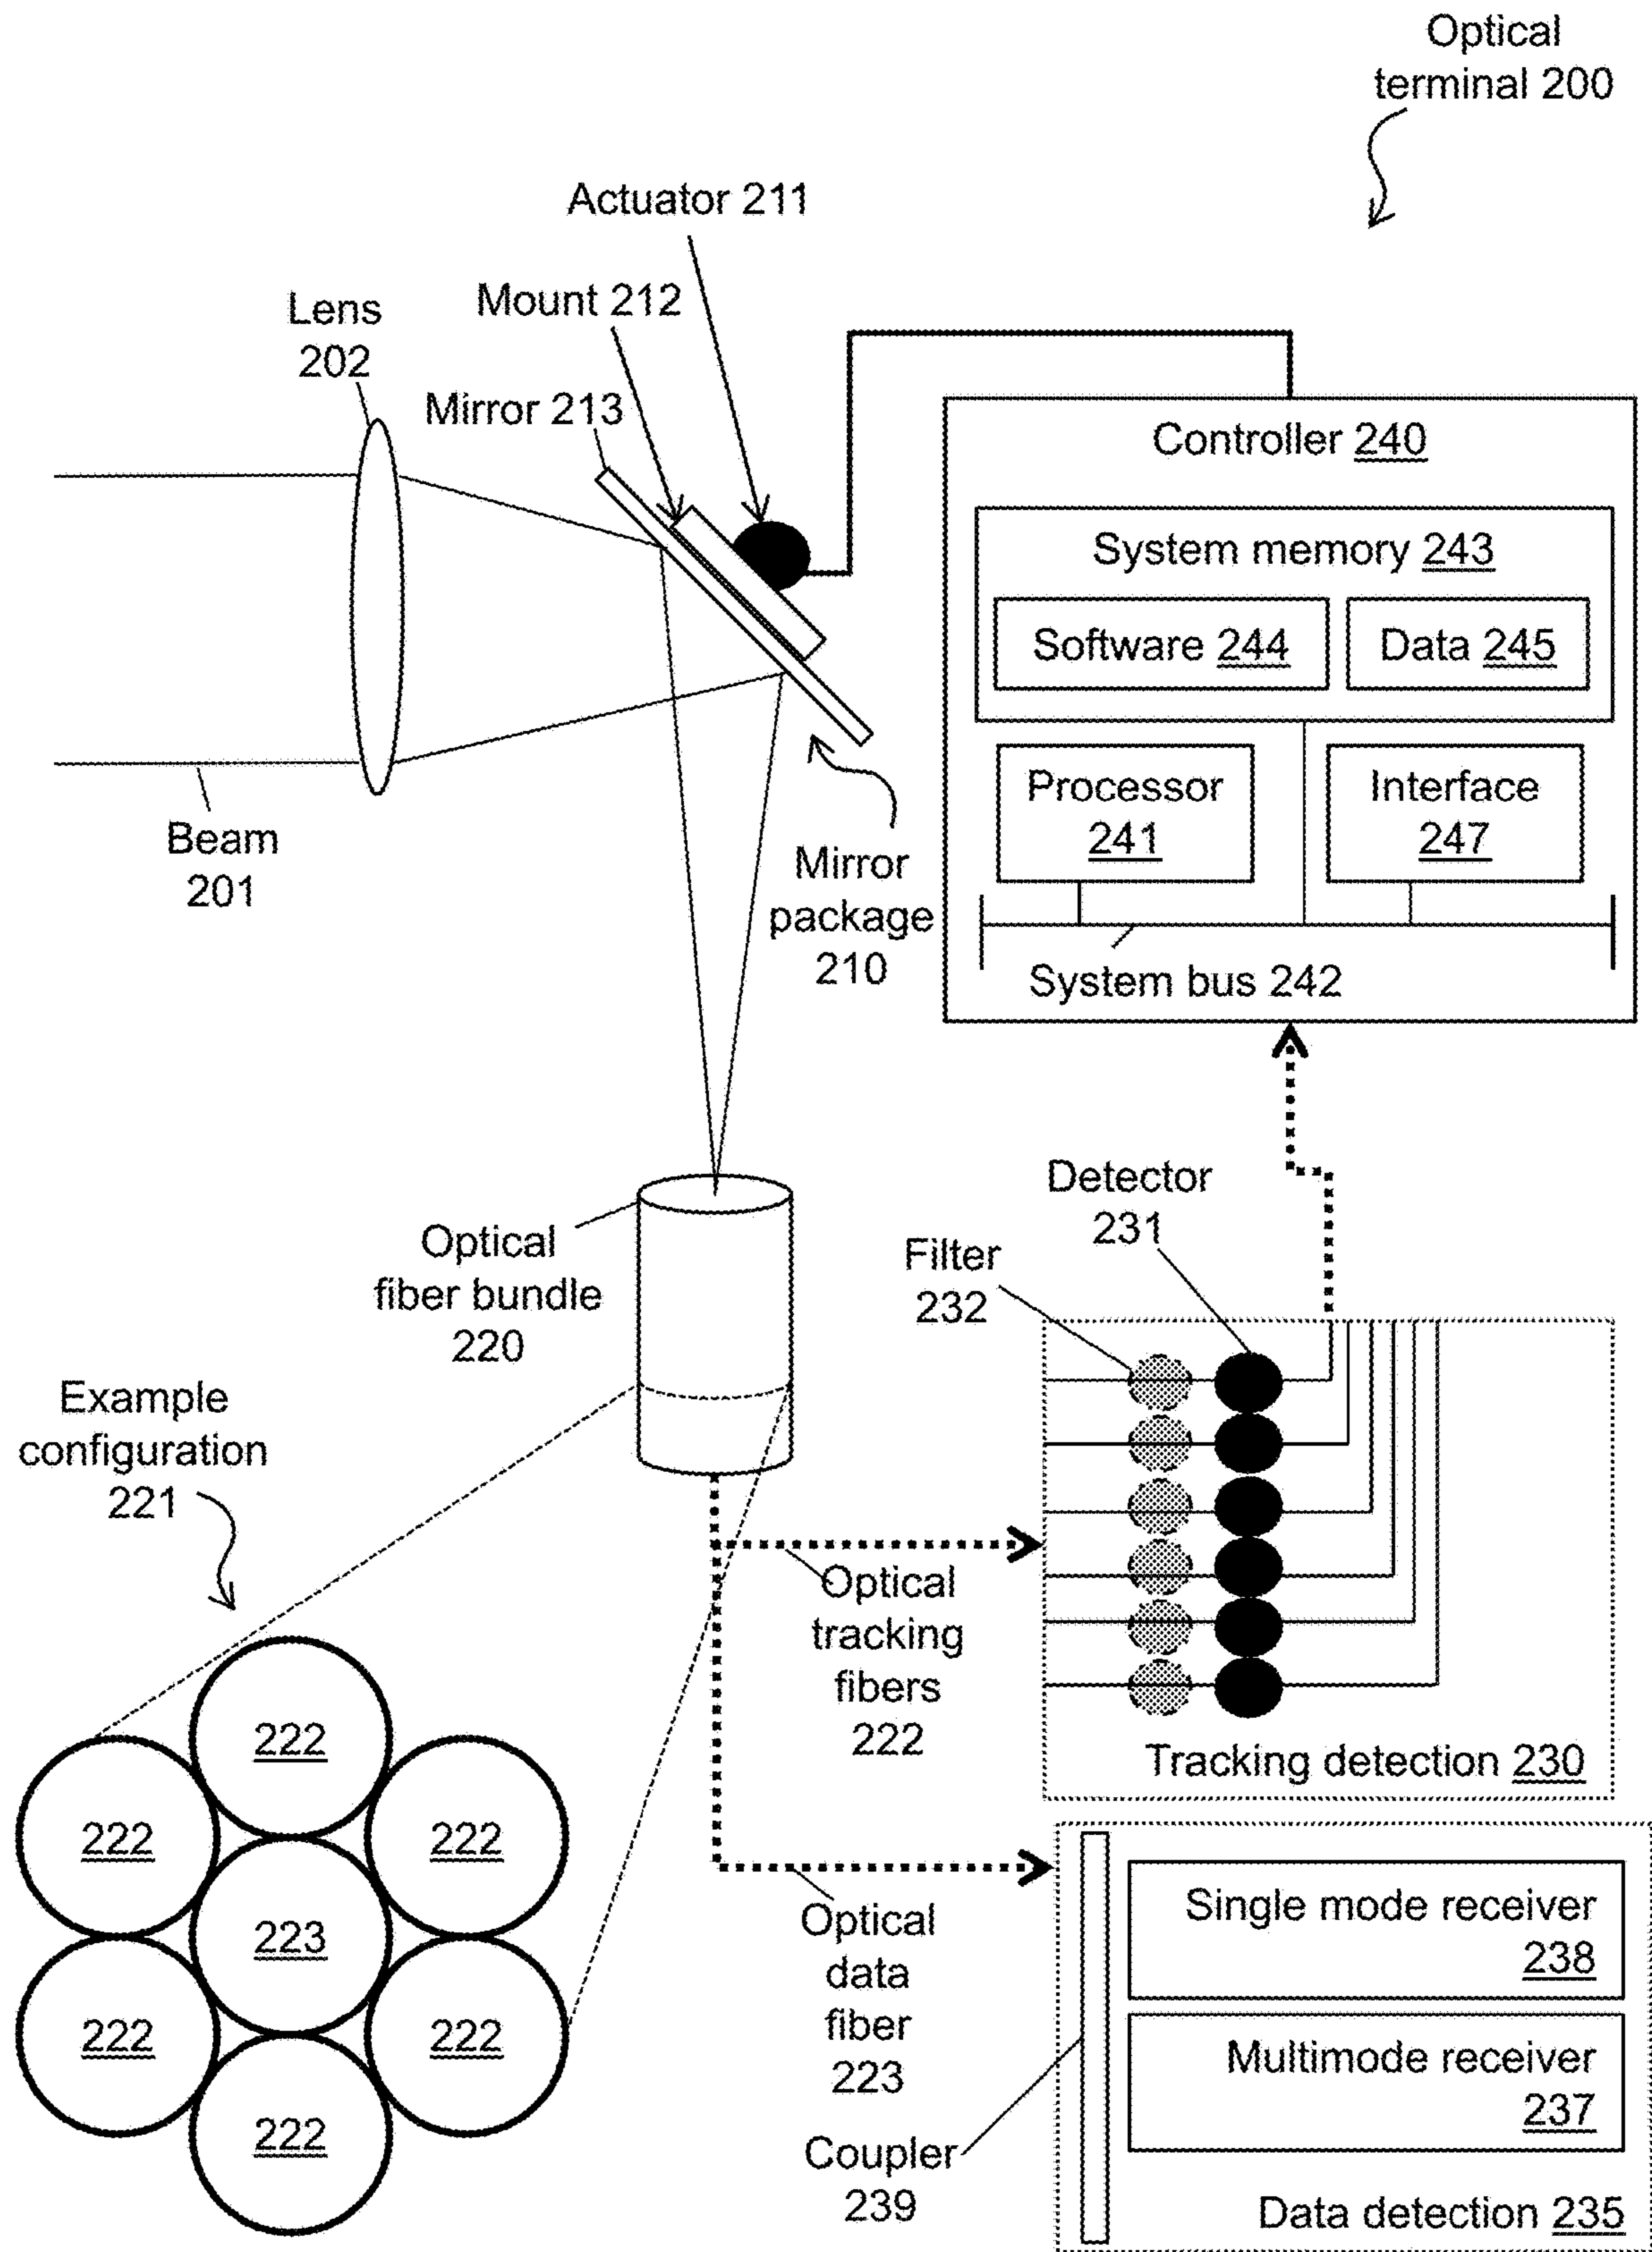 Optical
terminal 200
Actuator 211
Mount 212
Lens
202
Mirror 213
Controller 240
System memory 243
Software 244
Data 245
Processor
241
Interface
247
System bus 242
Beam
201
Mirror
package
210
Detector
231
Filter
232
Optical
fiber bundle
220
Example
configuration
221
Optical
tracking
fibers
222
Tracking detection 230
222
222
222
223
222
222
222
Optical
data
fiber
223
Single mode receiver
238
Multimode receiver
237
Coupler
239
Data detection 235